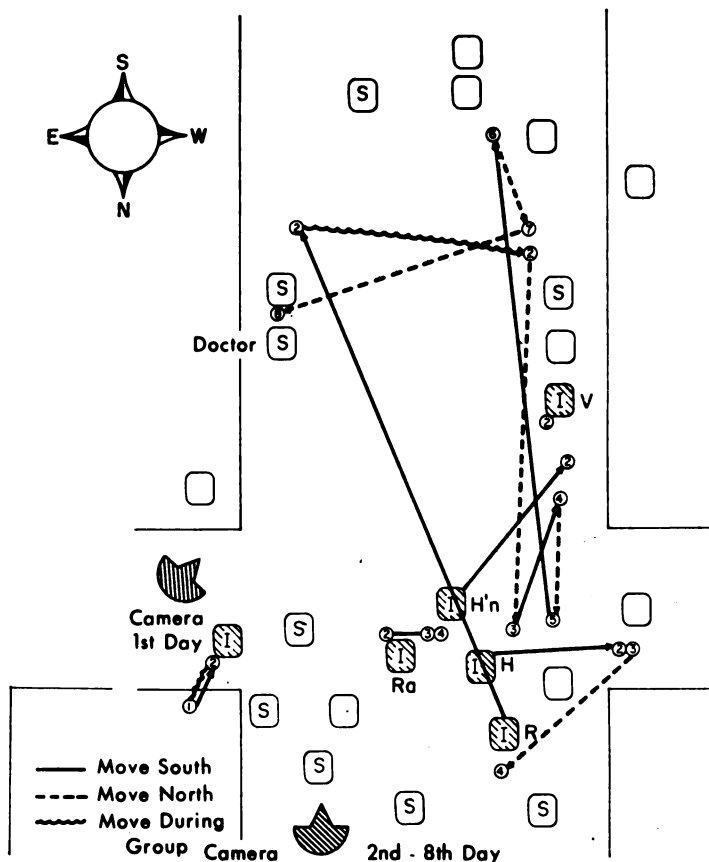 S
E W
N
S
6
2
7
2
S
8
S
Doctor S
I V
2
2
4
I H'n
Camera
1st Day
I
S
2 3 4
3
5
2
I
Ra
I H
2 3
1
S
I R
S
4
S
S
Move South
Move North
Move During
Group Camera 2nd - 8th Day